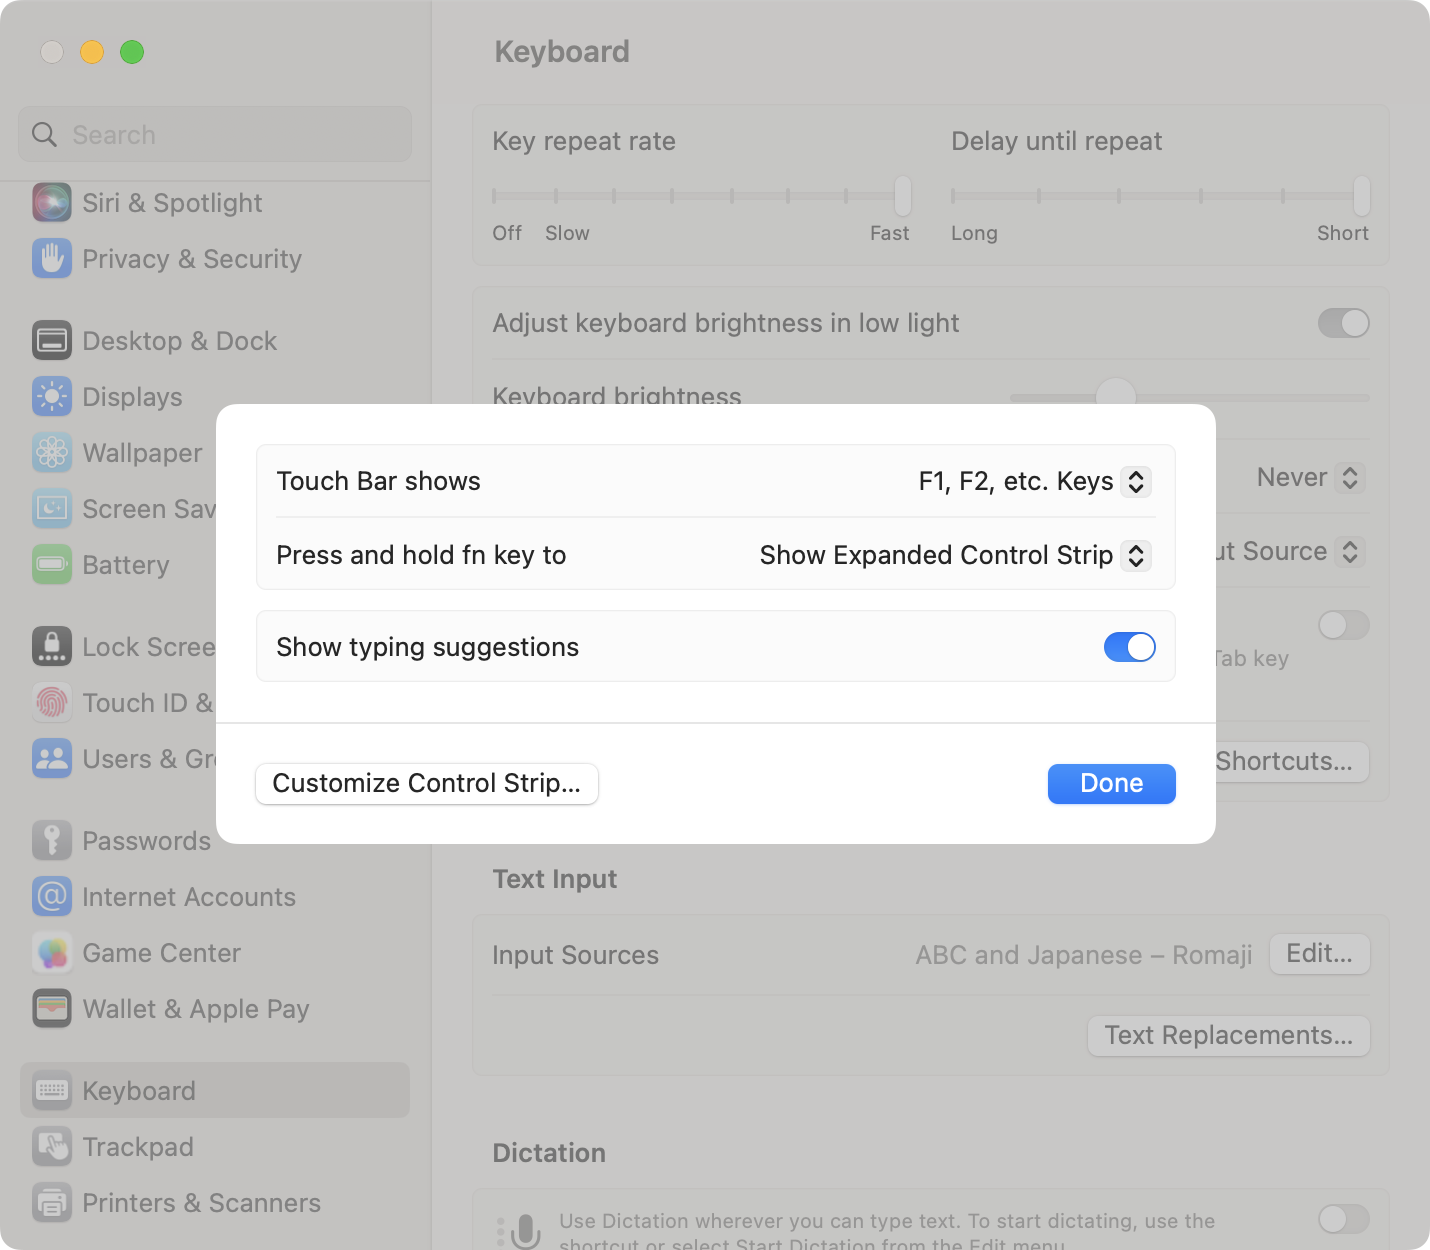 Keyboard
Search
Siri & Spotlight
Privacy & Security
Desktop & Dock
Displays
Wallpaper
Screen Sav
Battery
Lock Scree
Touch ID &
Users & Gr
Passwords
Internet Accounts
Game Center
Wallet & Apple Pay
Keyboard
Trackpad
Printers & Scanners
Key repeat rate
Delay until repeat
Off Slow Fast
Long Short
Adjust keyboard brightness in low light
Keyboard brightness
Never
ut Source
Tab key
Shortcuts...
Touch Bar shows
F1, F2, etc. Keys
Press and hold fn key to
Show Expanded Control Strip
Show typing suggestions
Customize Control Strip...
Done
Text Input
Input Sources
ABC and Japanese – Romaji
Edit...
Text Replacements...
Dictation
Use Dictation wherever you can type text. To start dictating, use the
shortcut or select Start Dictation from the Edit menu.